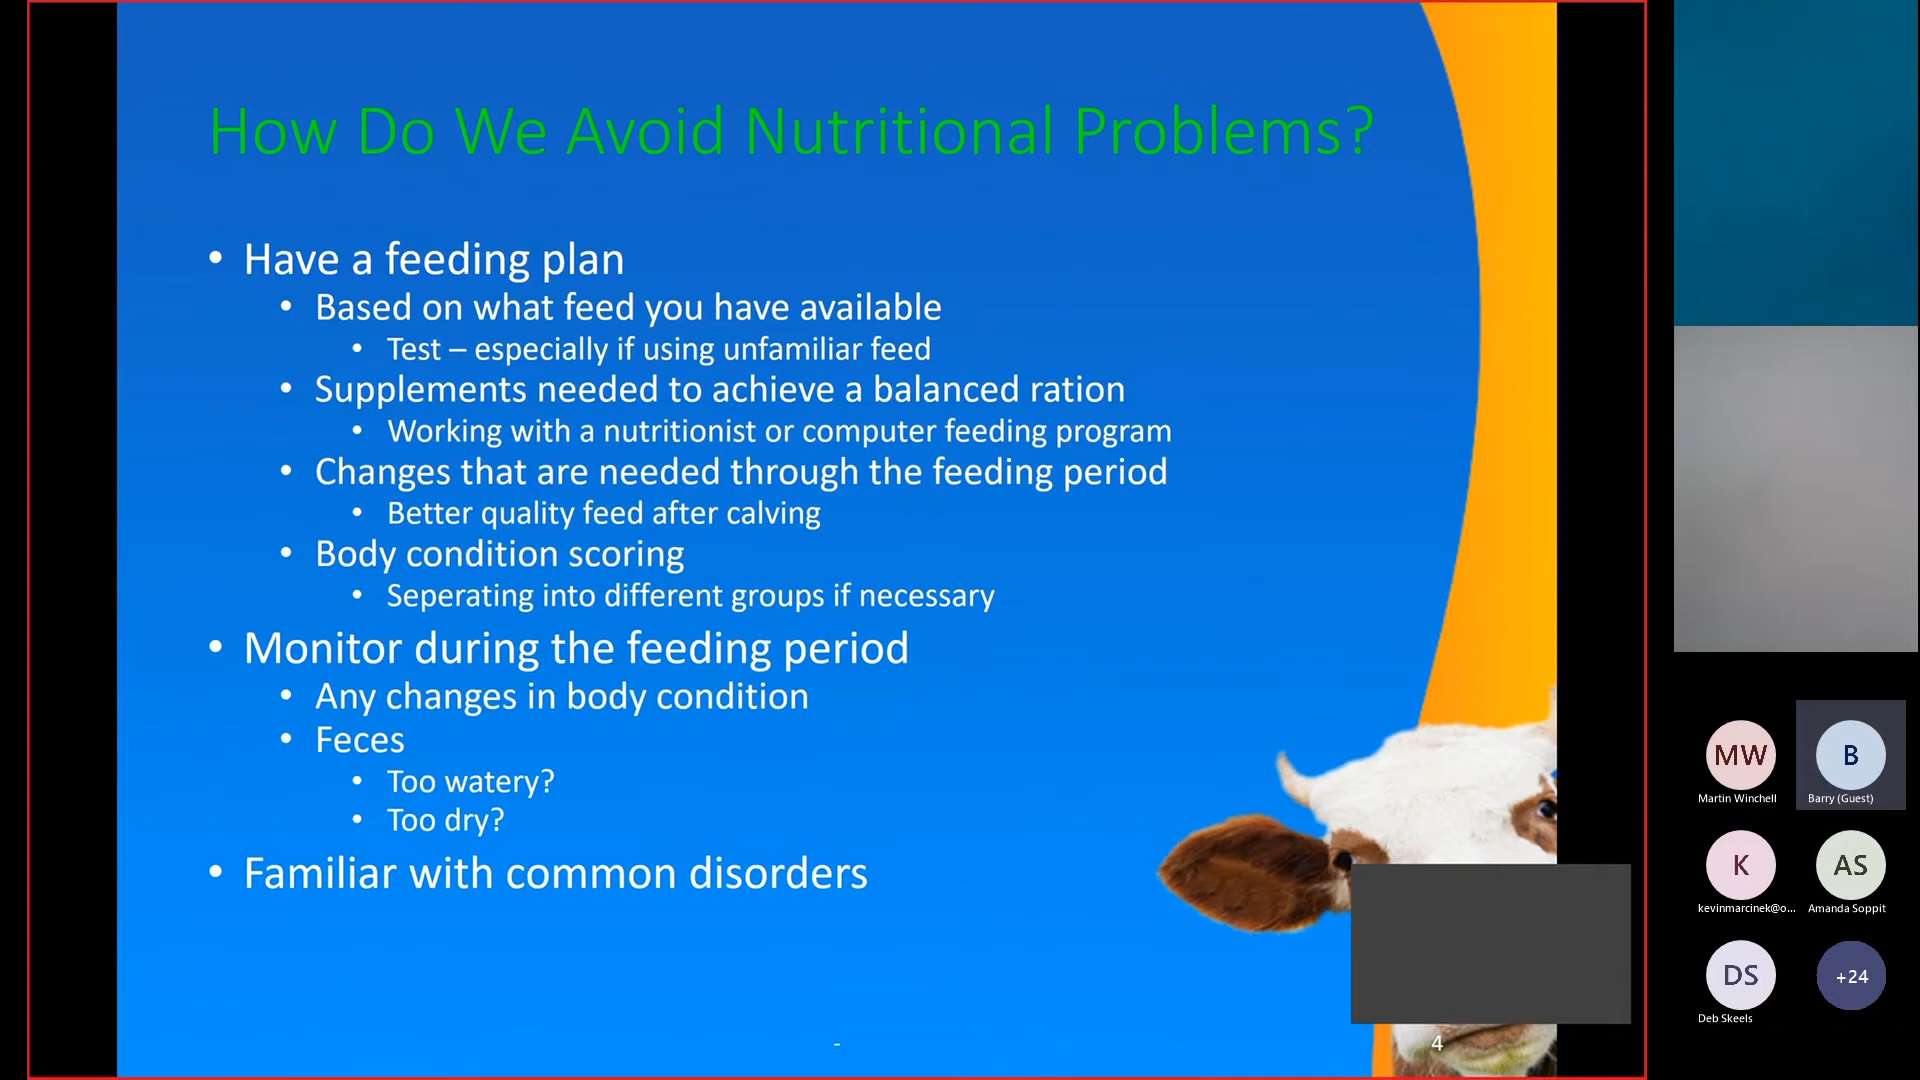 How Do We Avoid Nutritional Problems?
• Have a feeding plan
• Based on what feed you have available
• Test – especially if using unfamiliar feed
• Supplements needed to achieve a balanced ration
• Working with a nutritionist or computer feeding program
• Changes that are needed through the feeding period
• Better quality feed after calving
• Body condition scoring
• Seperating into different groups if necessary
• Monitor during the feeding period
• Any changes in body condition
• Feces
• Too watery?
• Too dry?
• Familiar with common disorders
-
4
MW
Martin Winchell
B
Barry (Guest)
K
kevinmarcinek@o...
AS
Amanda Soppit
DS
Deb Skeels
+24